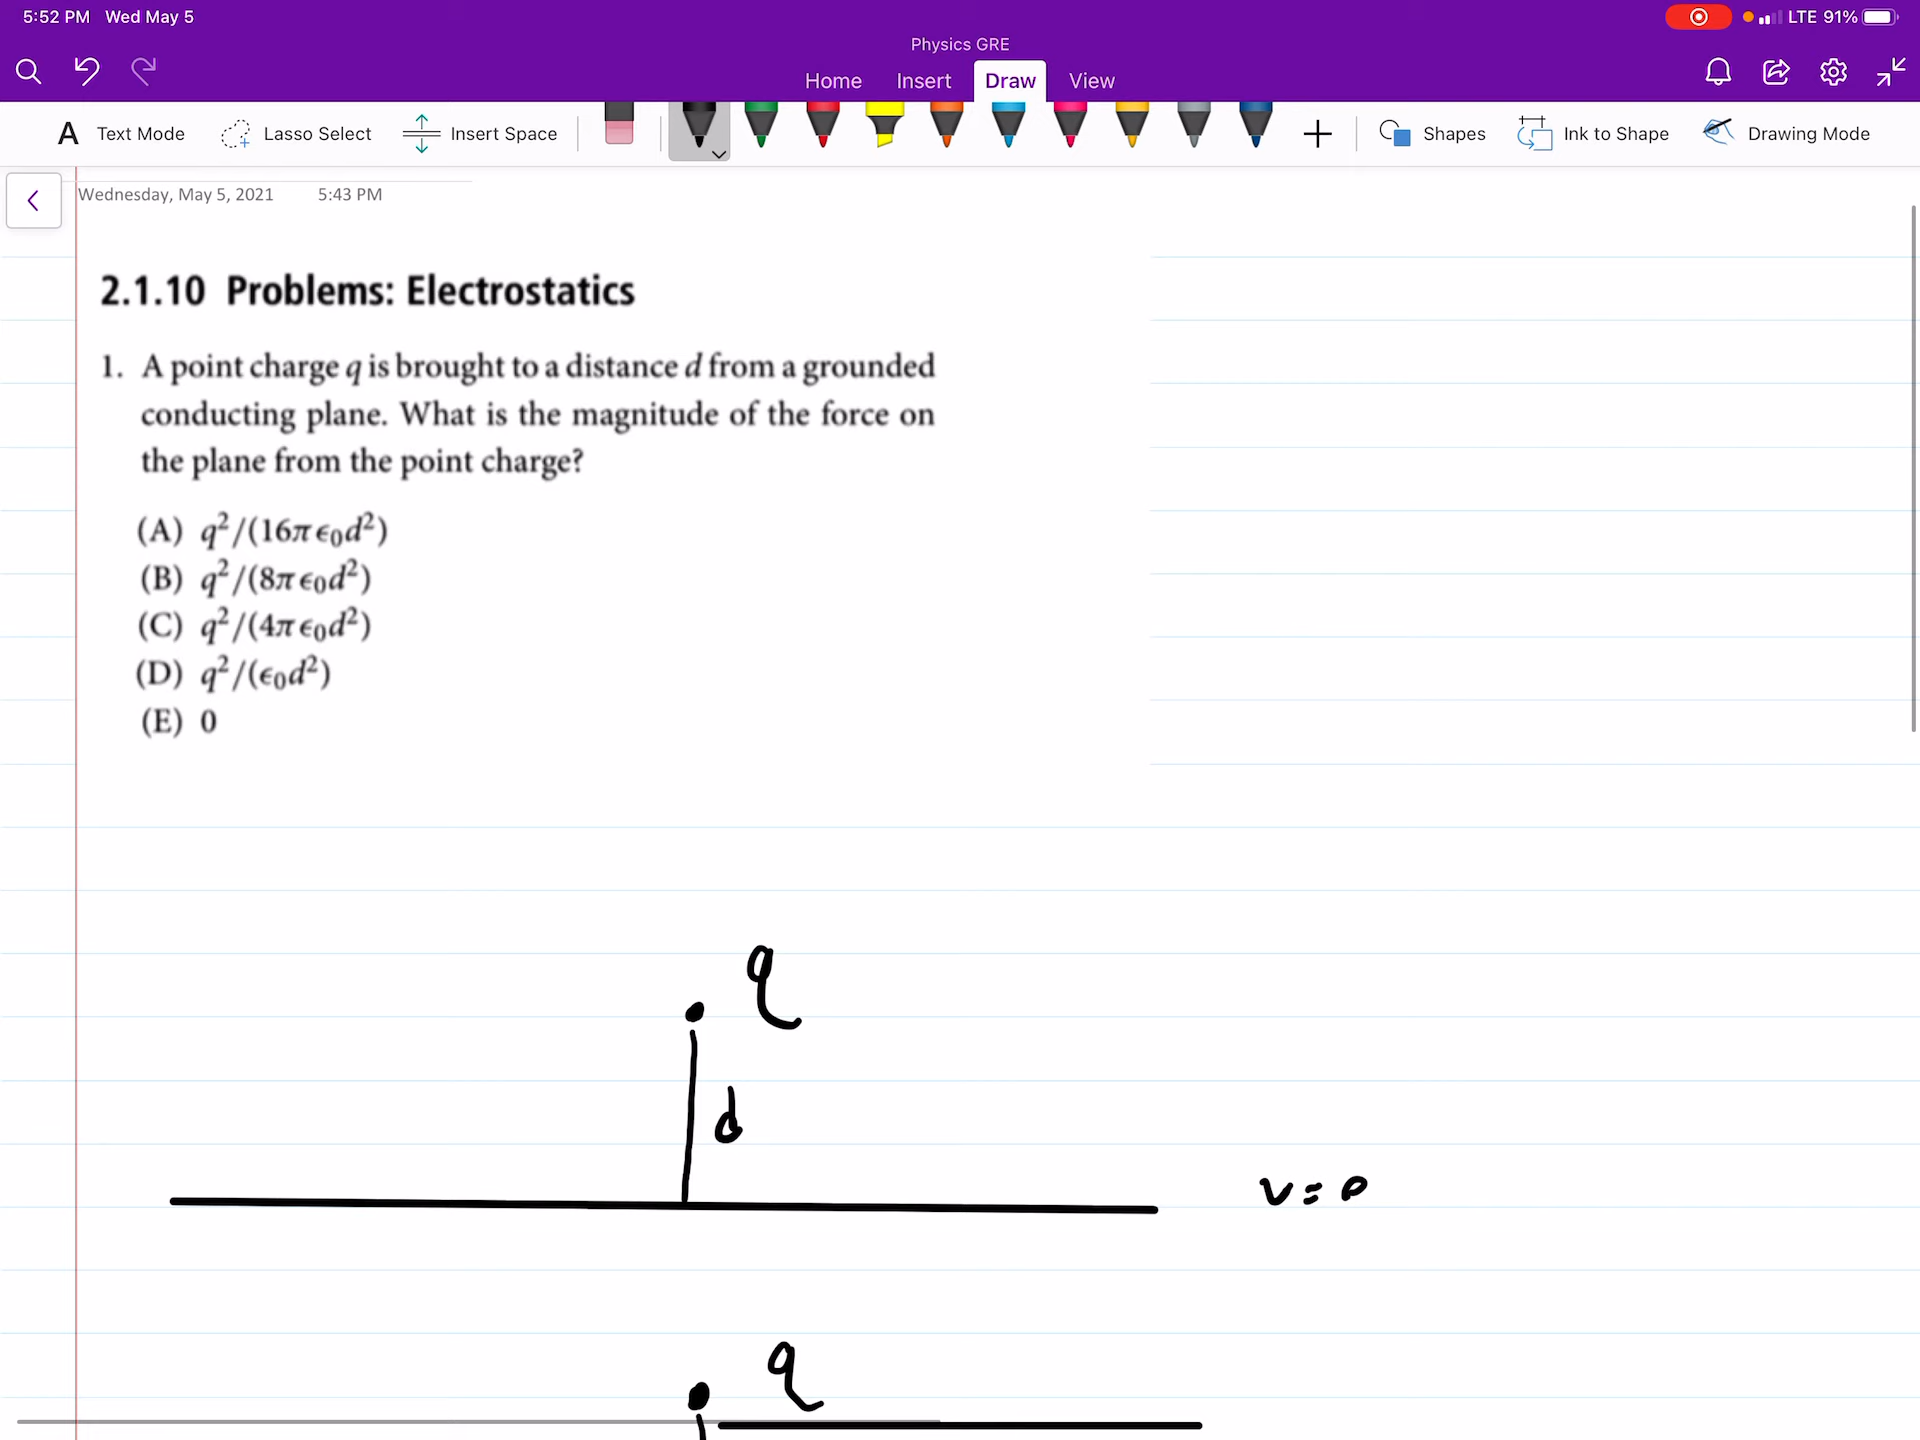 5:52 PM Wed May 5
LTE 91%
Physics GRE
Home Insert Draw View
A Text Mode Lasso Select Insert Space Shapes Ink to Shape Drawing Mode
Wednesday, May 5, 2021 5:43 PM
2.1.10 Problems: Electrostatics
1. A point charge q is brought to a distance d from a grounded
conducting plane. What is the magnitude of the force on
the plane from the point charge?
(A) q²/(16πϵ₀d²)
(B) q²/(8πϵ₀d²)
(C) q²/(4πϵ₀d²)
(D) q²/(ϵ₀d²)
(E) 0
q
d
v=0
q